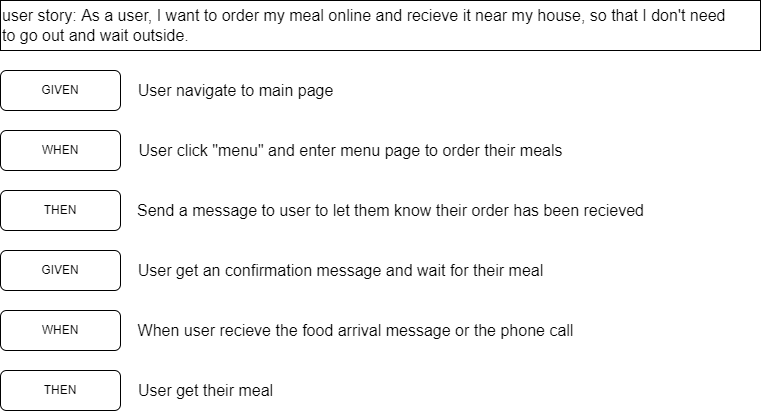 user story: As a user, I want to order my meal online and recieve it near my house, so that I don't need
to go out and wait outside.
GIVEN User navigate to main page
WHEN User click "menu" and enter menu page to order their meals
THEN Send a message to user to let them know their order has been recieved
GIVEN User get an confirmation message and wait for their meal
WHEN When user recieve the food arrival message or the phone call
THEN User get their meal